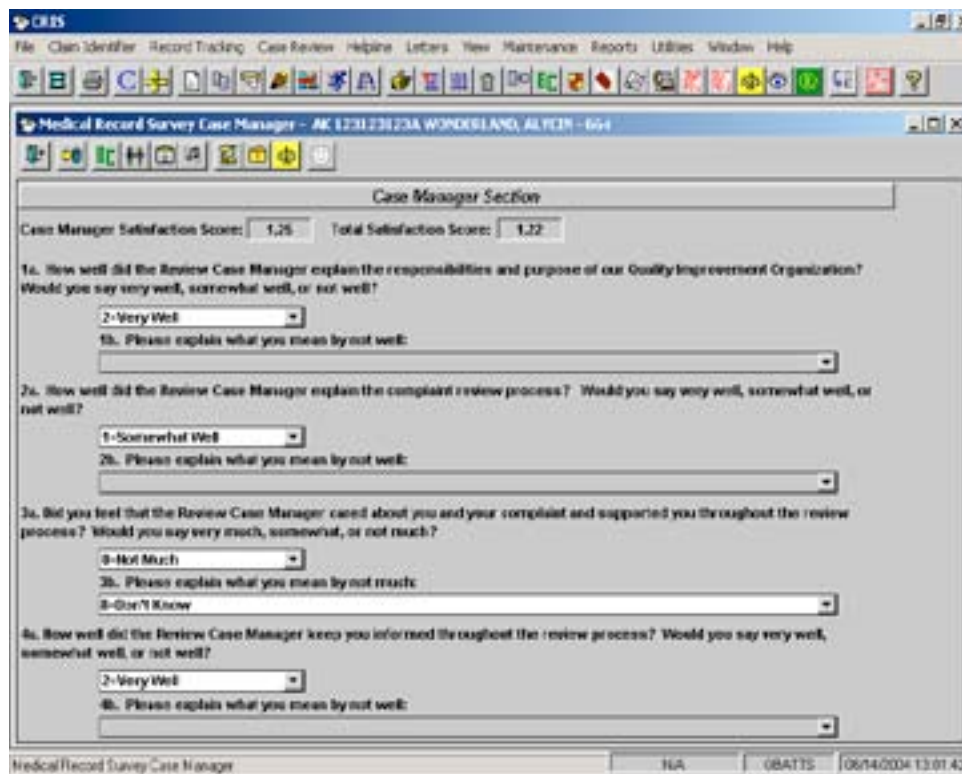 CRIS
File Claim Identifier Record Tracking Case Review Helpline Letters View Maintenance Reports Utilities Window Help
Medical Record Survey Case Manager - AK 123123123A WONDERLAND, ALYCIN -
Case Manager Section
Case Manager Satisfaction Score: 1.25 Total Satisfaction Score: 1.22
1a. How well did the Review Case Manager explain the responsibilities and purpose of our Quality Improvement Organization?
Would you say very well, somewhat well, or not well?
2-Very Well
1b. Please explain what you mean by not well:
2a. How well did the Review Case Manager explain the complaint review process? Would you say very well, somewhat well, or
not well?
1-Somewhat Well
2b. Please explain what you mean by not well:
3a. Did you feel that the Review Case Manager cared about you and your complaint and supported you throughout the review
process? Would you say very much, somewhat, or not much?
0-Not Much
3b. Please explain what you mean by not much:
8-Don't Know
4a. How well did the Review Case Manager keep you informed throughout the review process? Would you say very well,
somewhat well, or not well?
2-Very Well
4b. Please explain what you mean by not well:
Medical Record Survey Case Manager N/A 0BATTS 06/14/2004 13:01:42